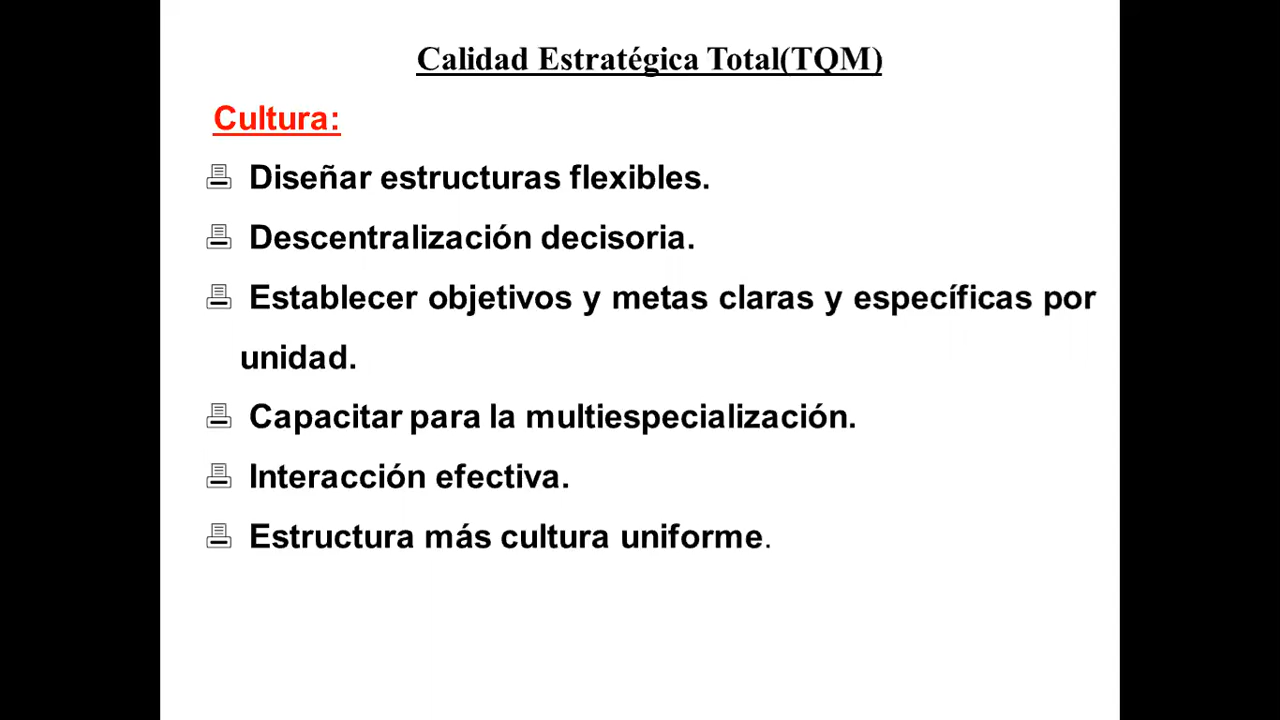 Calidad Estratégica Total(TQM)
Cultura:
Diseñar estructuras flexibles.
Descentralización decisoria.
Establecer objetivos y metas claras y específicas por
unidad.
Capacitar para la multiespecialización.
Interacción efectiva.
Estructura más cultura uniforme.